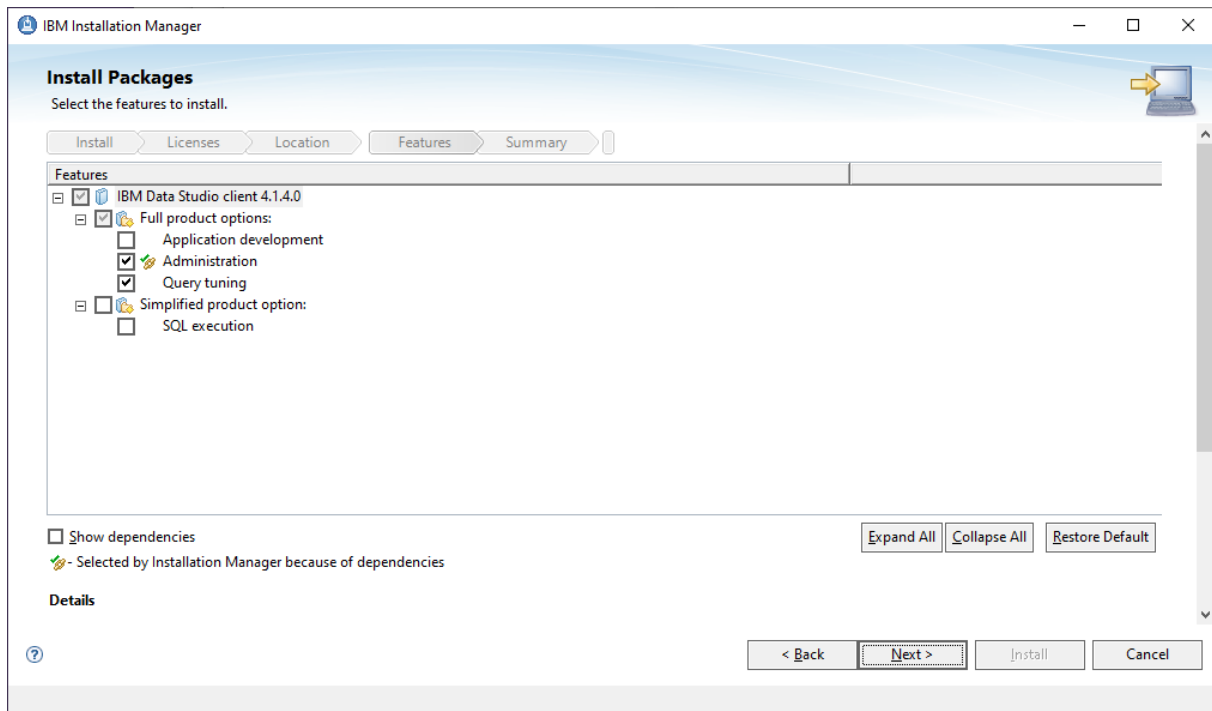 IBM Installation Manager
Install Packages
Select the features to install.
Install Licenses Location Features Summary
Features
IBM Data Studio client 4.1.4.0
Full product options:
Application development
Administration
Query tuning
Simplified product option:
SQL execution
Show dependencies Expand All Collapse All Restore Default
- Selected by Installation Manager because of dependencies
Details
? < Back Next > Install Cancel